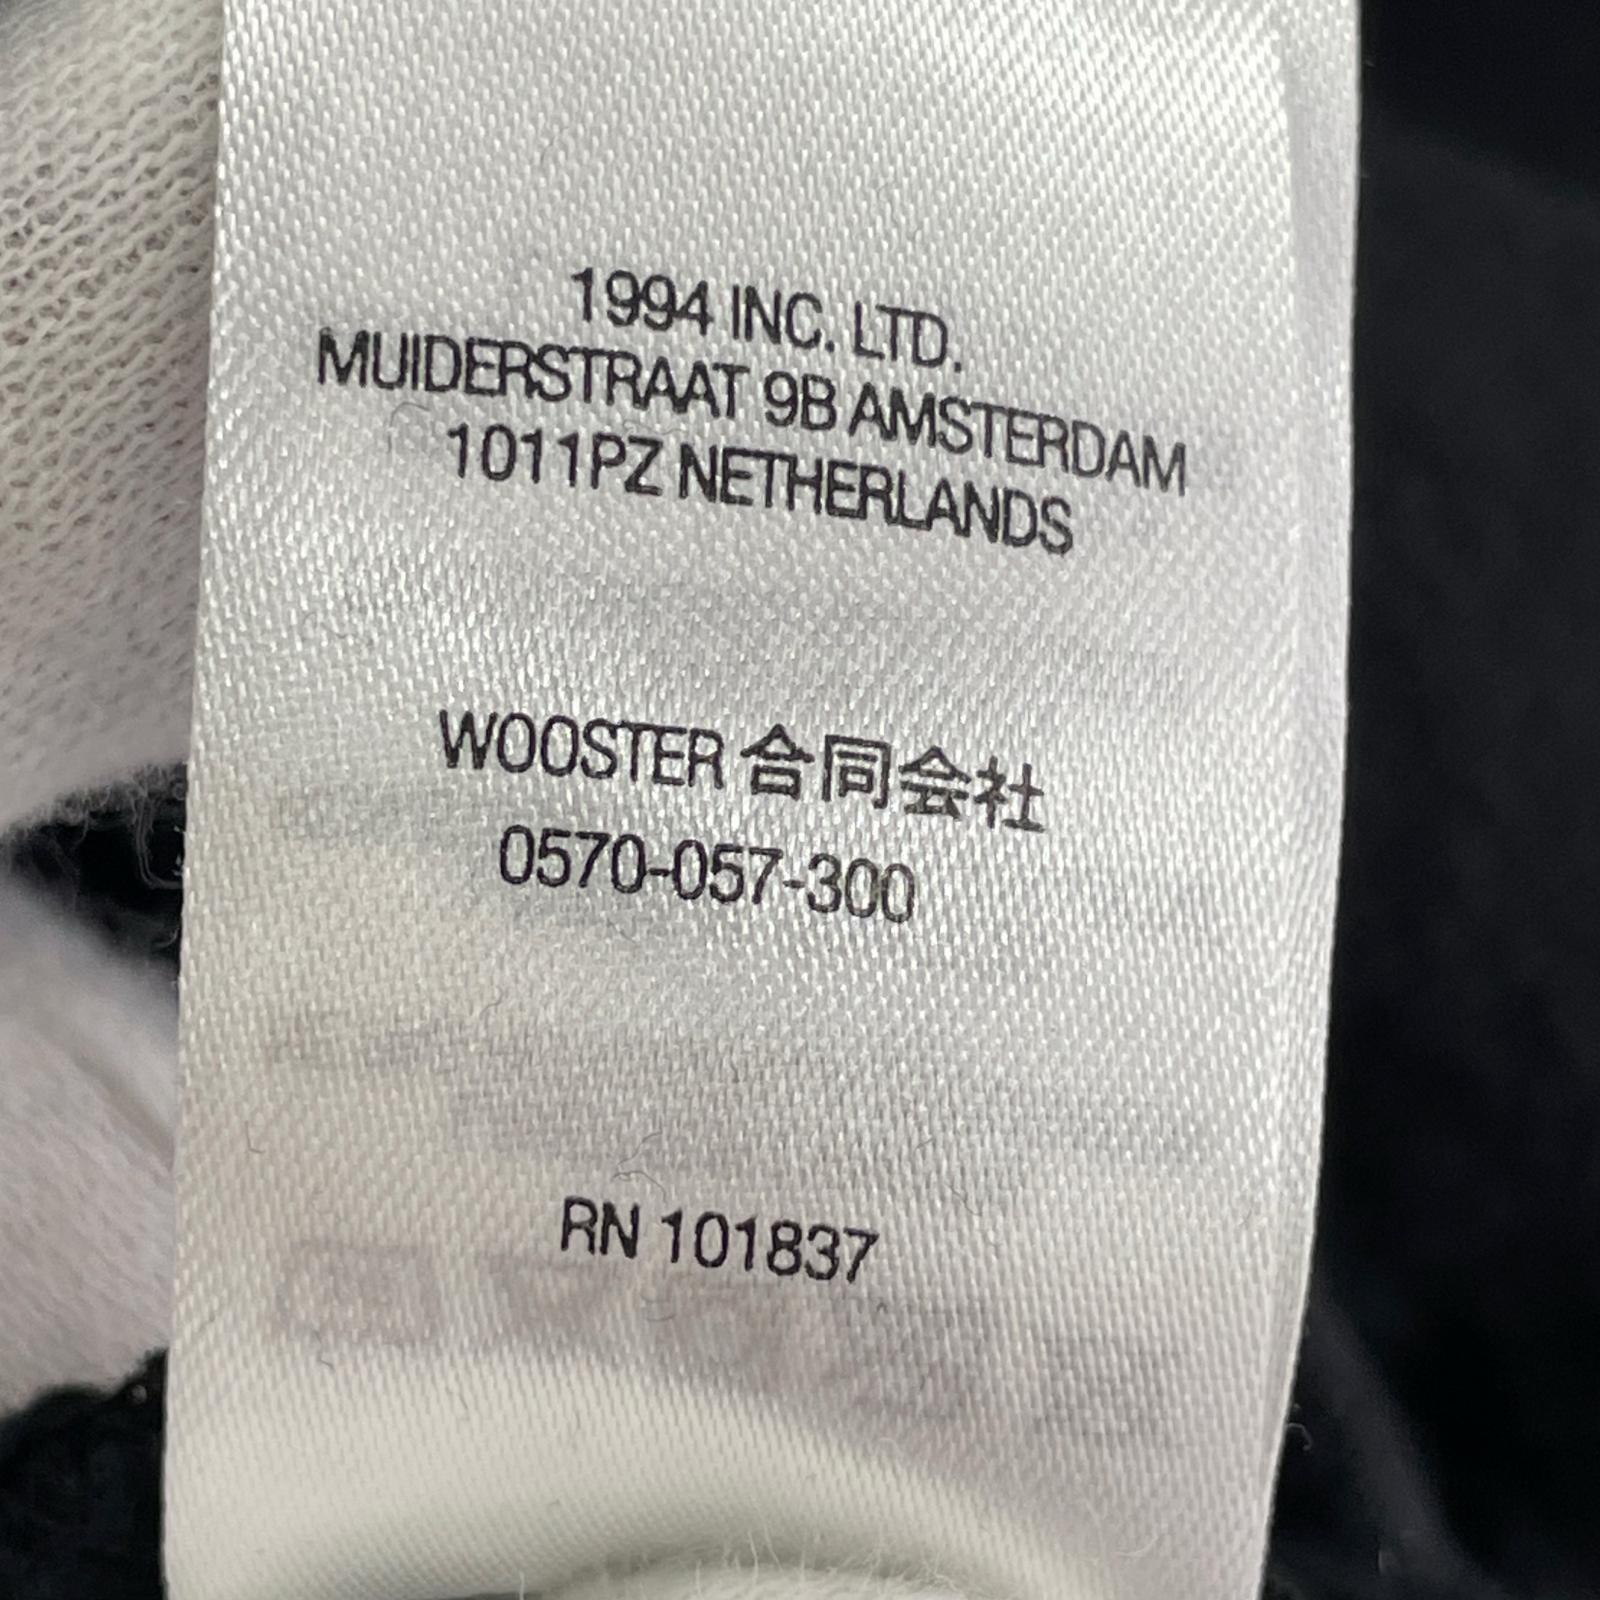 1994 INC. LTD.
MUIDERSTRAAT 9B AMSTERDAM
1011PZ NETHERLANDS
WOOSTER 合同会社
0570-057-300
RN 101837